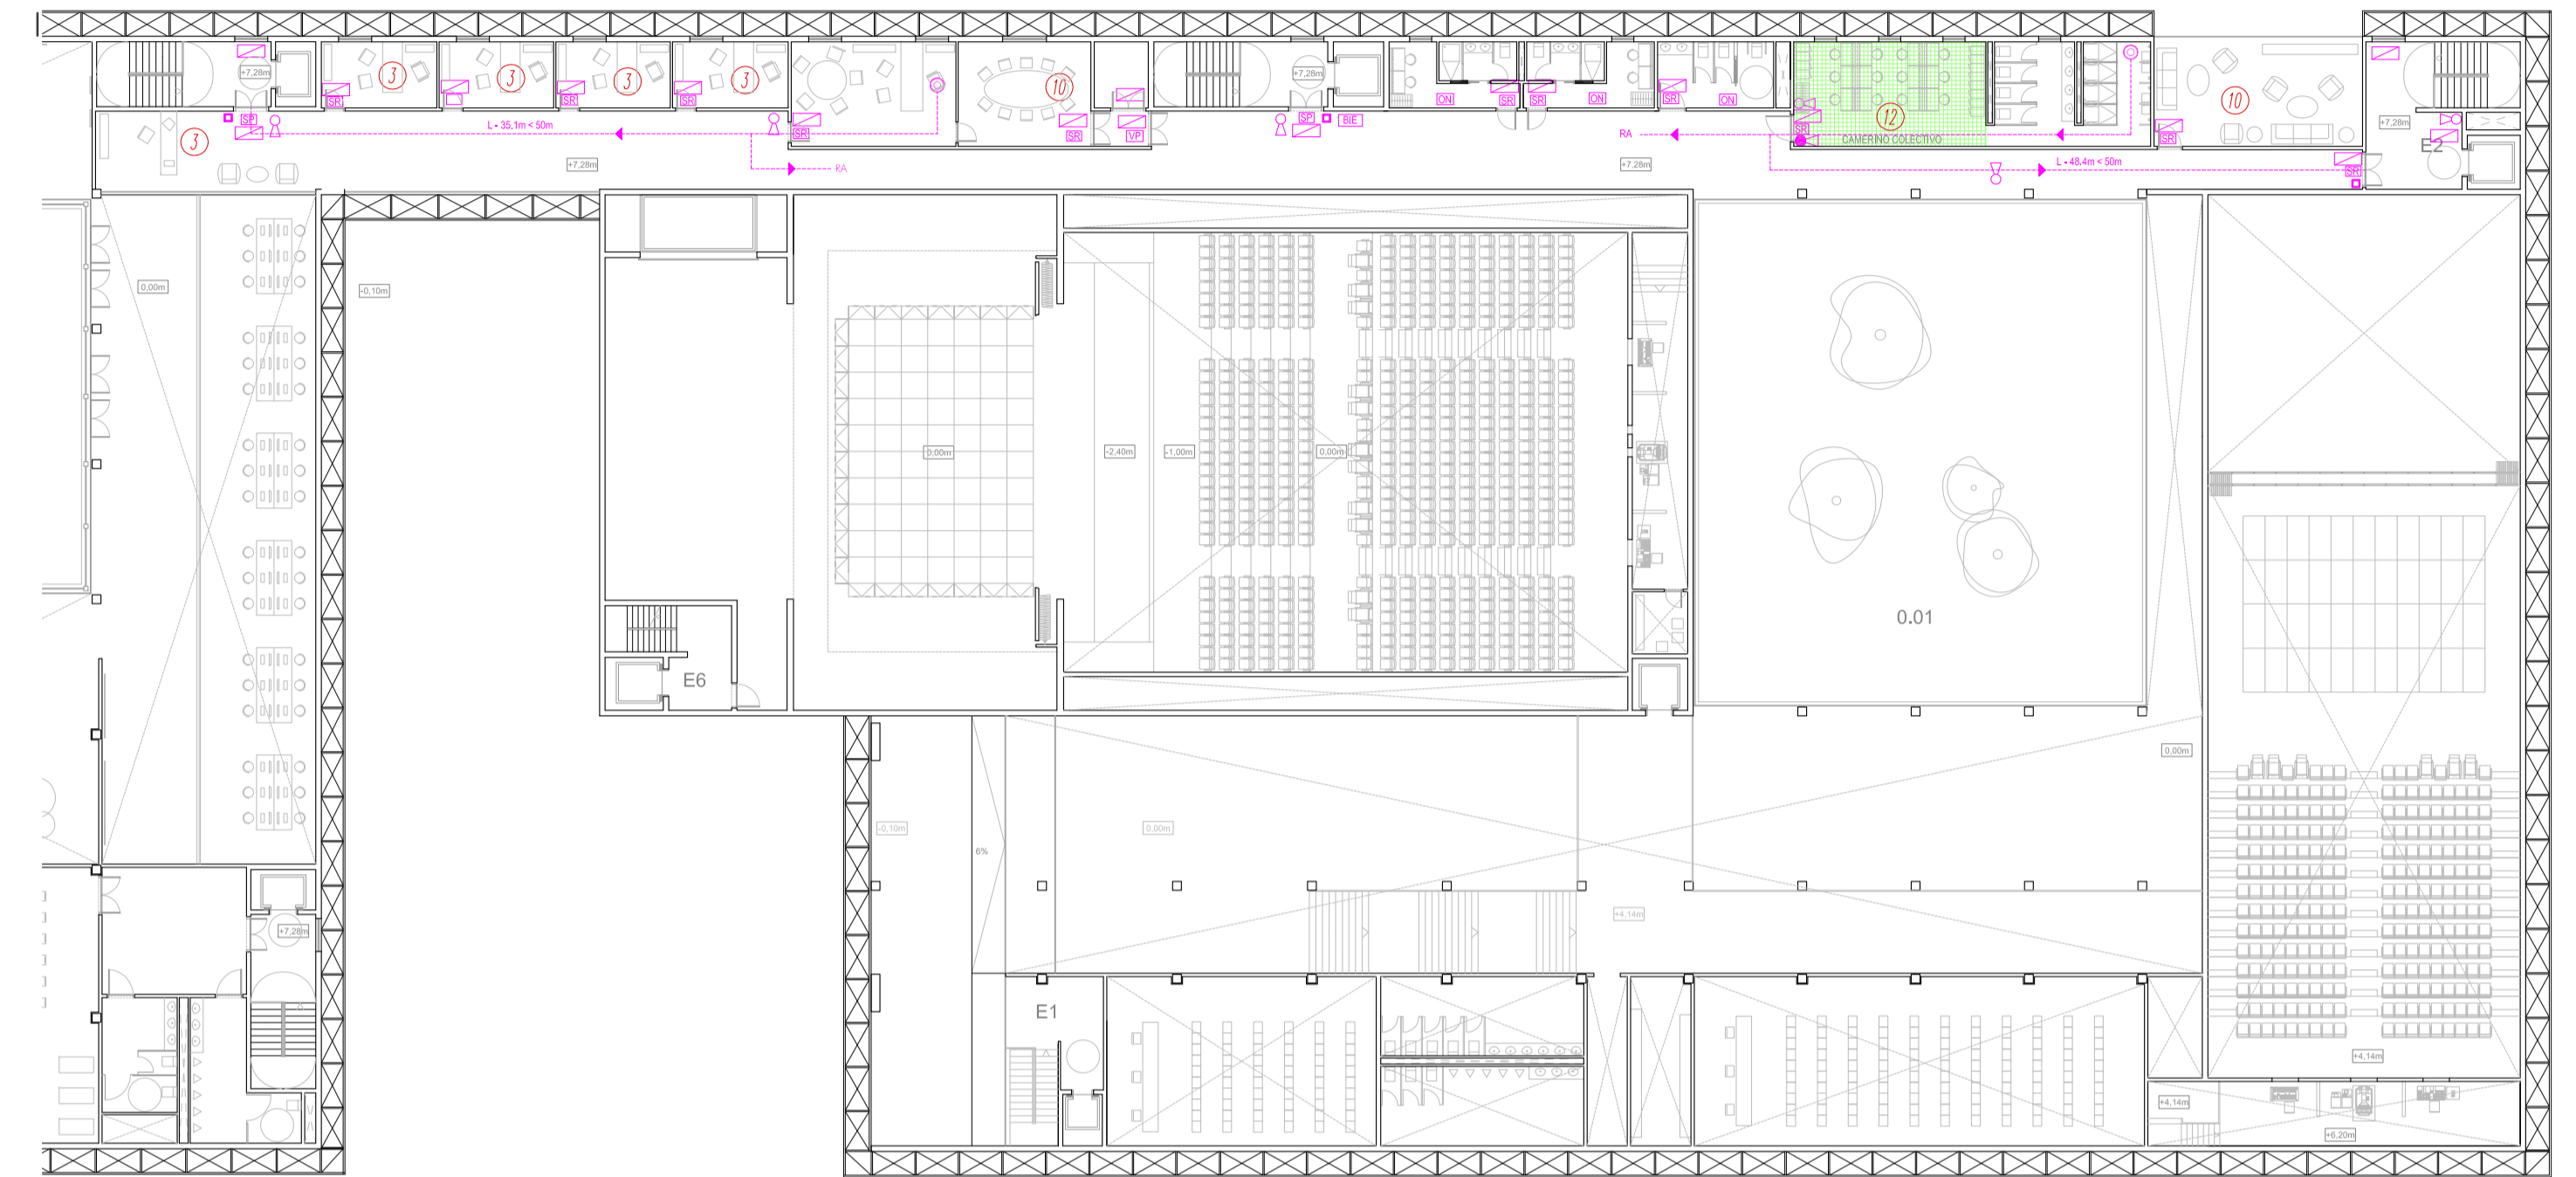 +7,28m
3
3
3
3
10
+7,28m
12
10
+7,28m
SR
SR
SR
SR
SR
SR
VP
SP
BIE
ON
SR
SR
ON
SR
ON
SR
SR
SP
L - 35,1m < 50m
3
+7,28m
RA
+7,28m
RA
CAMERINO COLECTIVO
L - 48,4m < 50m
E2
SR
0,00m
-0,10m
0,00m
-2,40m
-1,00m
0,00m
0.01
E6
0,00m
-0,10m
0,00m
6%
+7,28m
+4,14m
E1
+4,14m
+4,14m
+6,20m